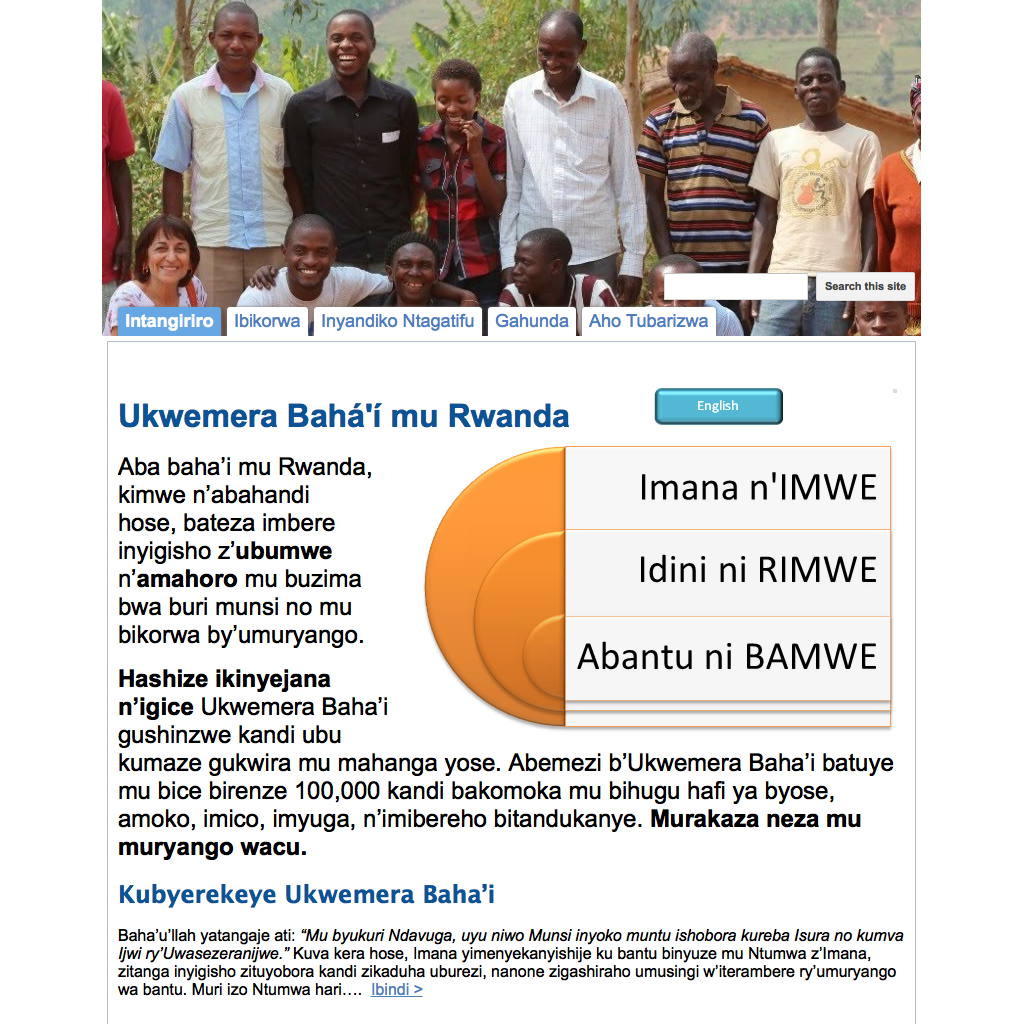 Search this site
Intangiriro
Ibikorwa
Inyandiko Ntagatifu
Gahunda
Aho Tubarizwa
English
Ukwemera Bahá'í mu Rwanda
Aba baha’i mu Rwanda,
kimwe n’abahandi
hose, bateza imbere
inyigisho z’ubumwe
n’amahoro mu buzima
bwa buri munsi no mu
bikorwa by’umuryango.
Imana n'IMWE
Idini ni RIMWE
Abantu ni BAMWE
Hashize ikinyejana
n’igice Ukwemera Baha’i
gushinzwe kandi ubu
kumaze gukwira mu mahanga yose. Abemezi b’Ukwemera Baha’i batuye
mu bice birenze 100,000 kandi bakomoka mu bihugu hafi ya byose,
amoko, imico, imyuga, n’imibereho bitandukanye. Murakaza neza mu
muryango wacu.
Kubyerekeye Ukwemera Baha’i
Baha’u’llah yatangaje ati: “Mu byukuri Ndavuga, uyu niwo Munsi inyoko muntu ishobora kureba Isura no kumva
Ijwi ry’Uwasezeranijwe.” Kuva kera hose, Imana yimenyekanyishije ku bantu binyuze mu Ntumwa z’Imana,
zitanga inyigisho zituyobora kandi zikaduha uburezi, nanone zigashiraho umusingi w’iterambere ry’umuryango
wa bantu. Muri izo Ntumwa hari…. Ibindi >